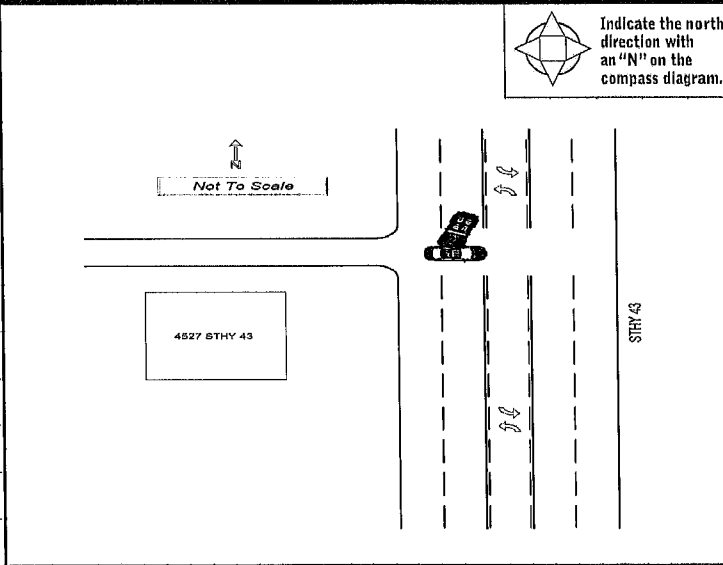 Indicate the north
direction with
an "N" on the
compass diagram.
N
Not To Scale
4527 STHY 43
STHY 43